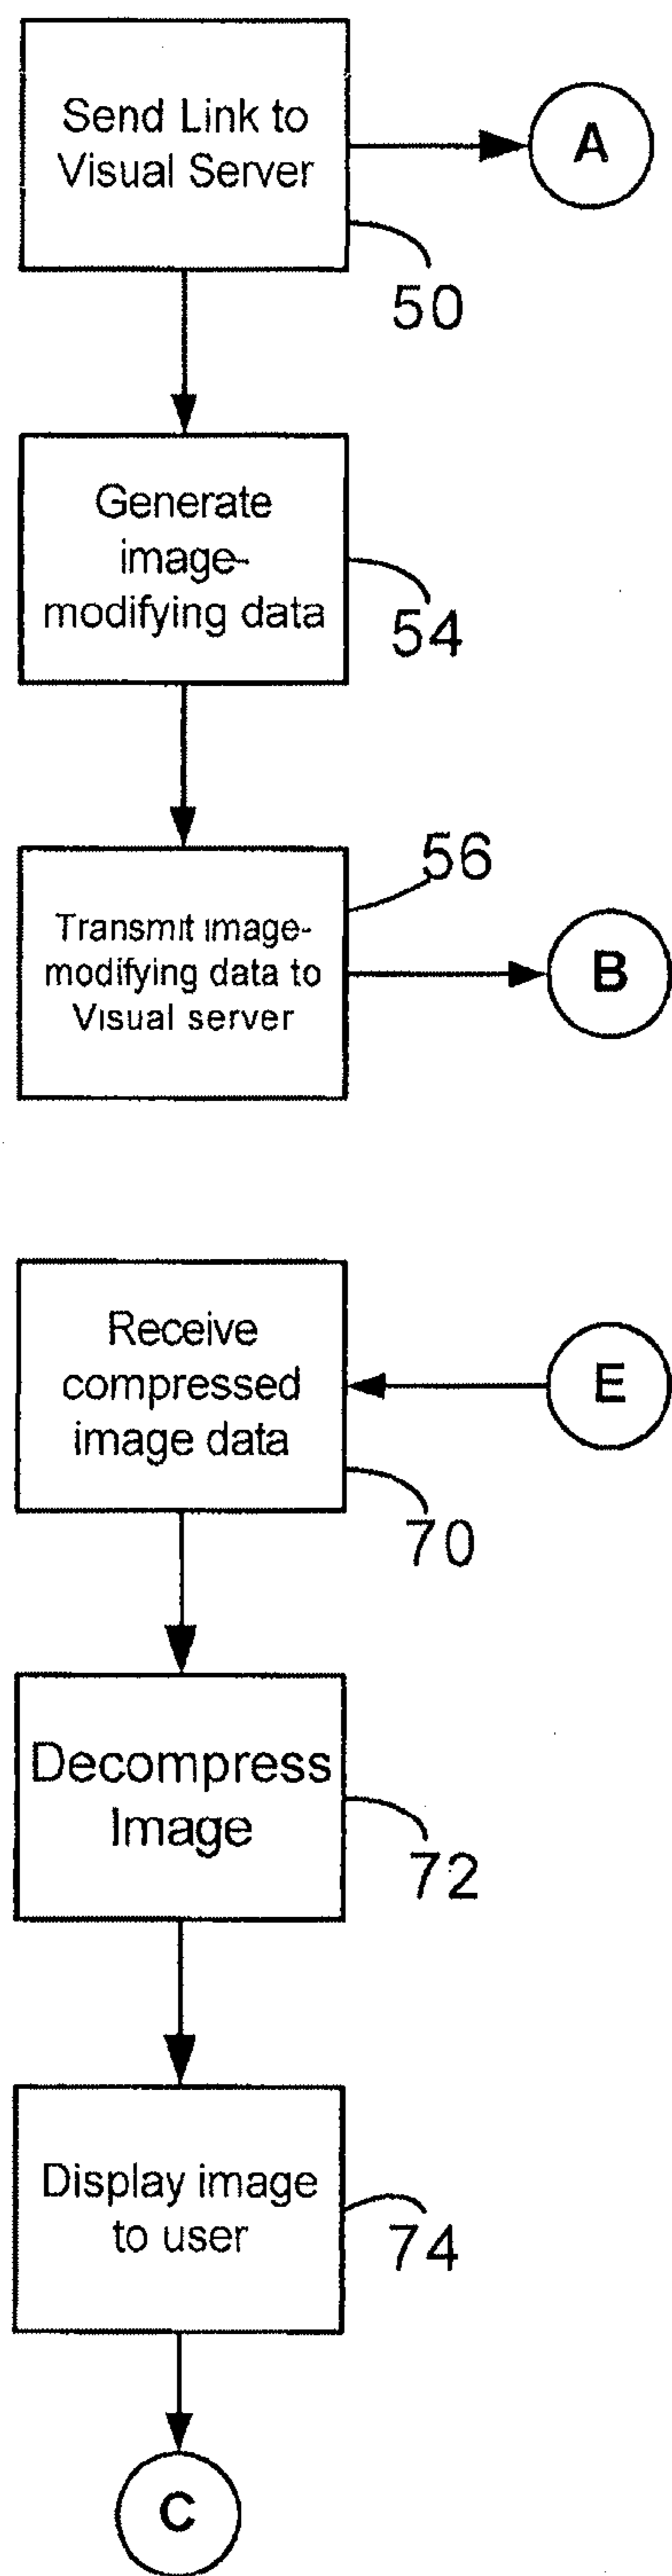 Send Link to
Visual Server
A
50
Generate
image-
modifying data
54
56
Transmit image-
modifying data to
Visual server
B
Receive
compressed
image data
E
70
Decompress
Image
72
Display image
to user
74
C